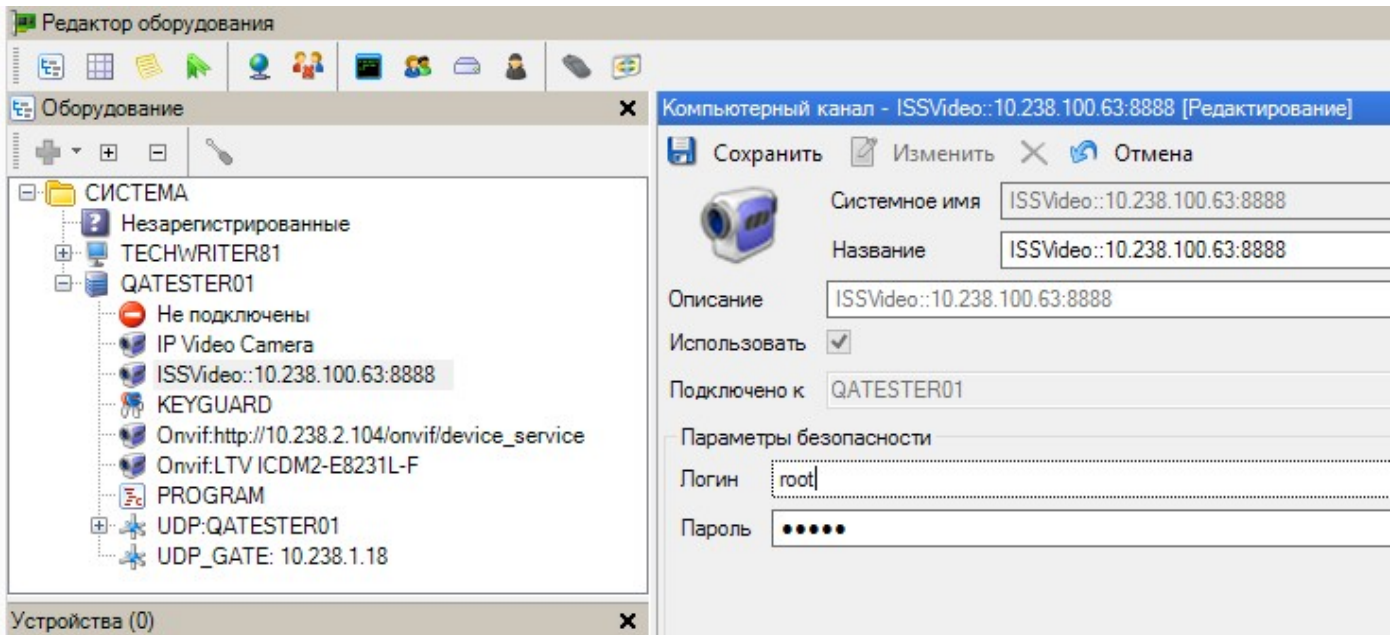 Редактор оборудования
Оборудование
СИСТЕМА
Незарегистрированные
TECHWRITER81
QATESTER01
Не подключены
IP Video Camera
ISSVideo::10.238.100.63:8888
KEYGUARD
Onvif:http://10.238.2.104/onvif/device_service
Onvif:LTV ICDM2-E8231L-F
PROGRAM
UDP:QATESTER01
UDP_GATE: 10.238.1.18
Устройства (0)
Компьютерный канал - ISSVideo::10.238.100.63:8888 [Редактирование]
Сохранить Изменить Отмена
Системное имя ISSVideo::10.238.100.63:8888
Название ISSVideo::10.238.100.63:8888
Описание ISSVideo::10.238.100.63:8888
Использовать
Подключено к QATESTER01
Параметры безопасности
Логин root
Пароль •••••